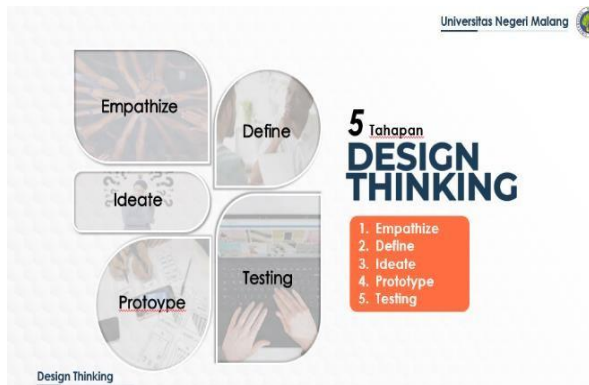 Universitas Negeri Malang
Empathize
Define
Ideate
Protoype
Testing
5 Tahapan
DESIGN
THINKING
1. Empathize
2. Define
3. Ideate
4. Prototype
5. Testing
Design Thinking